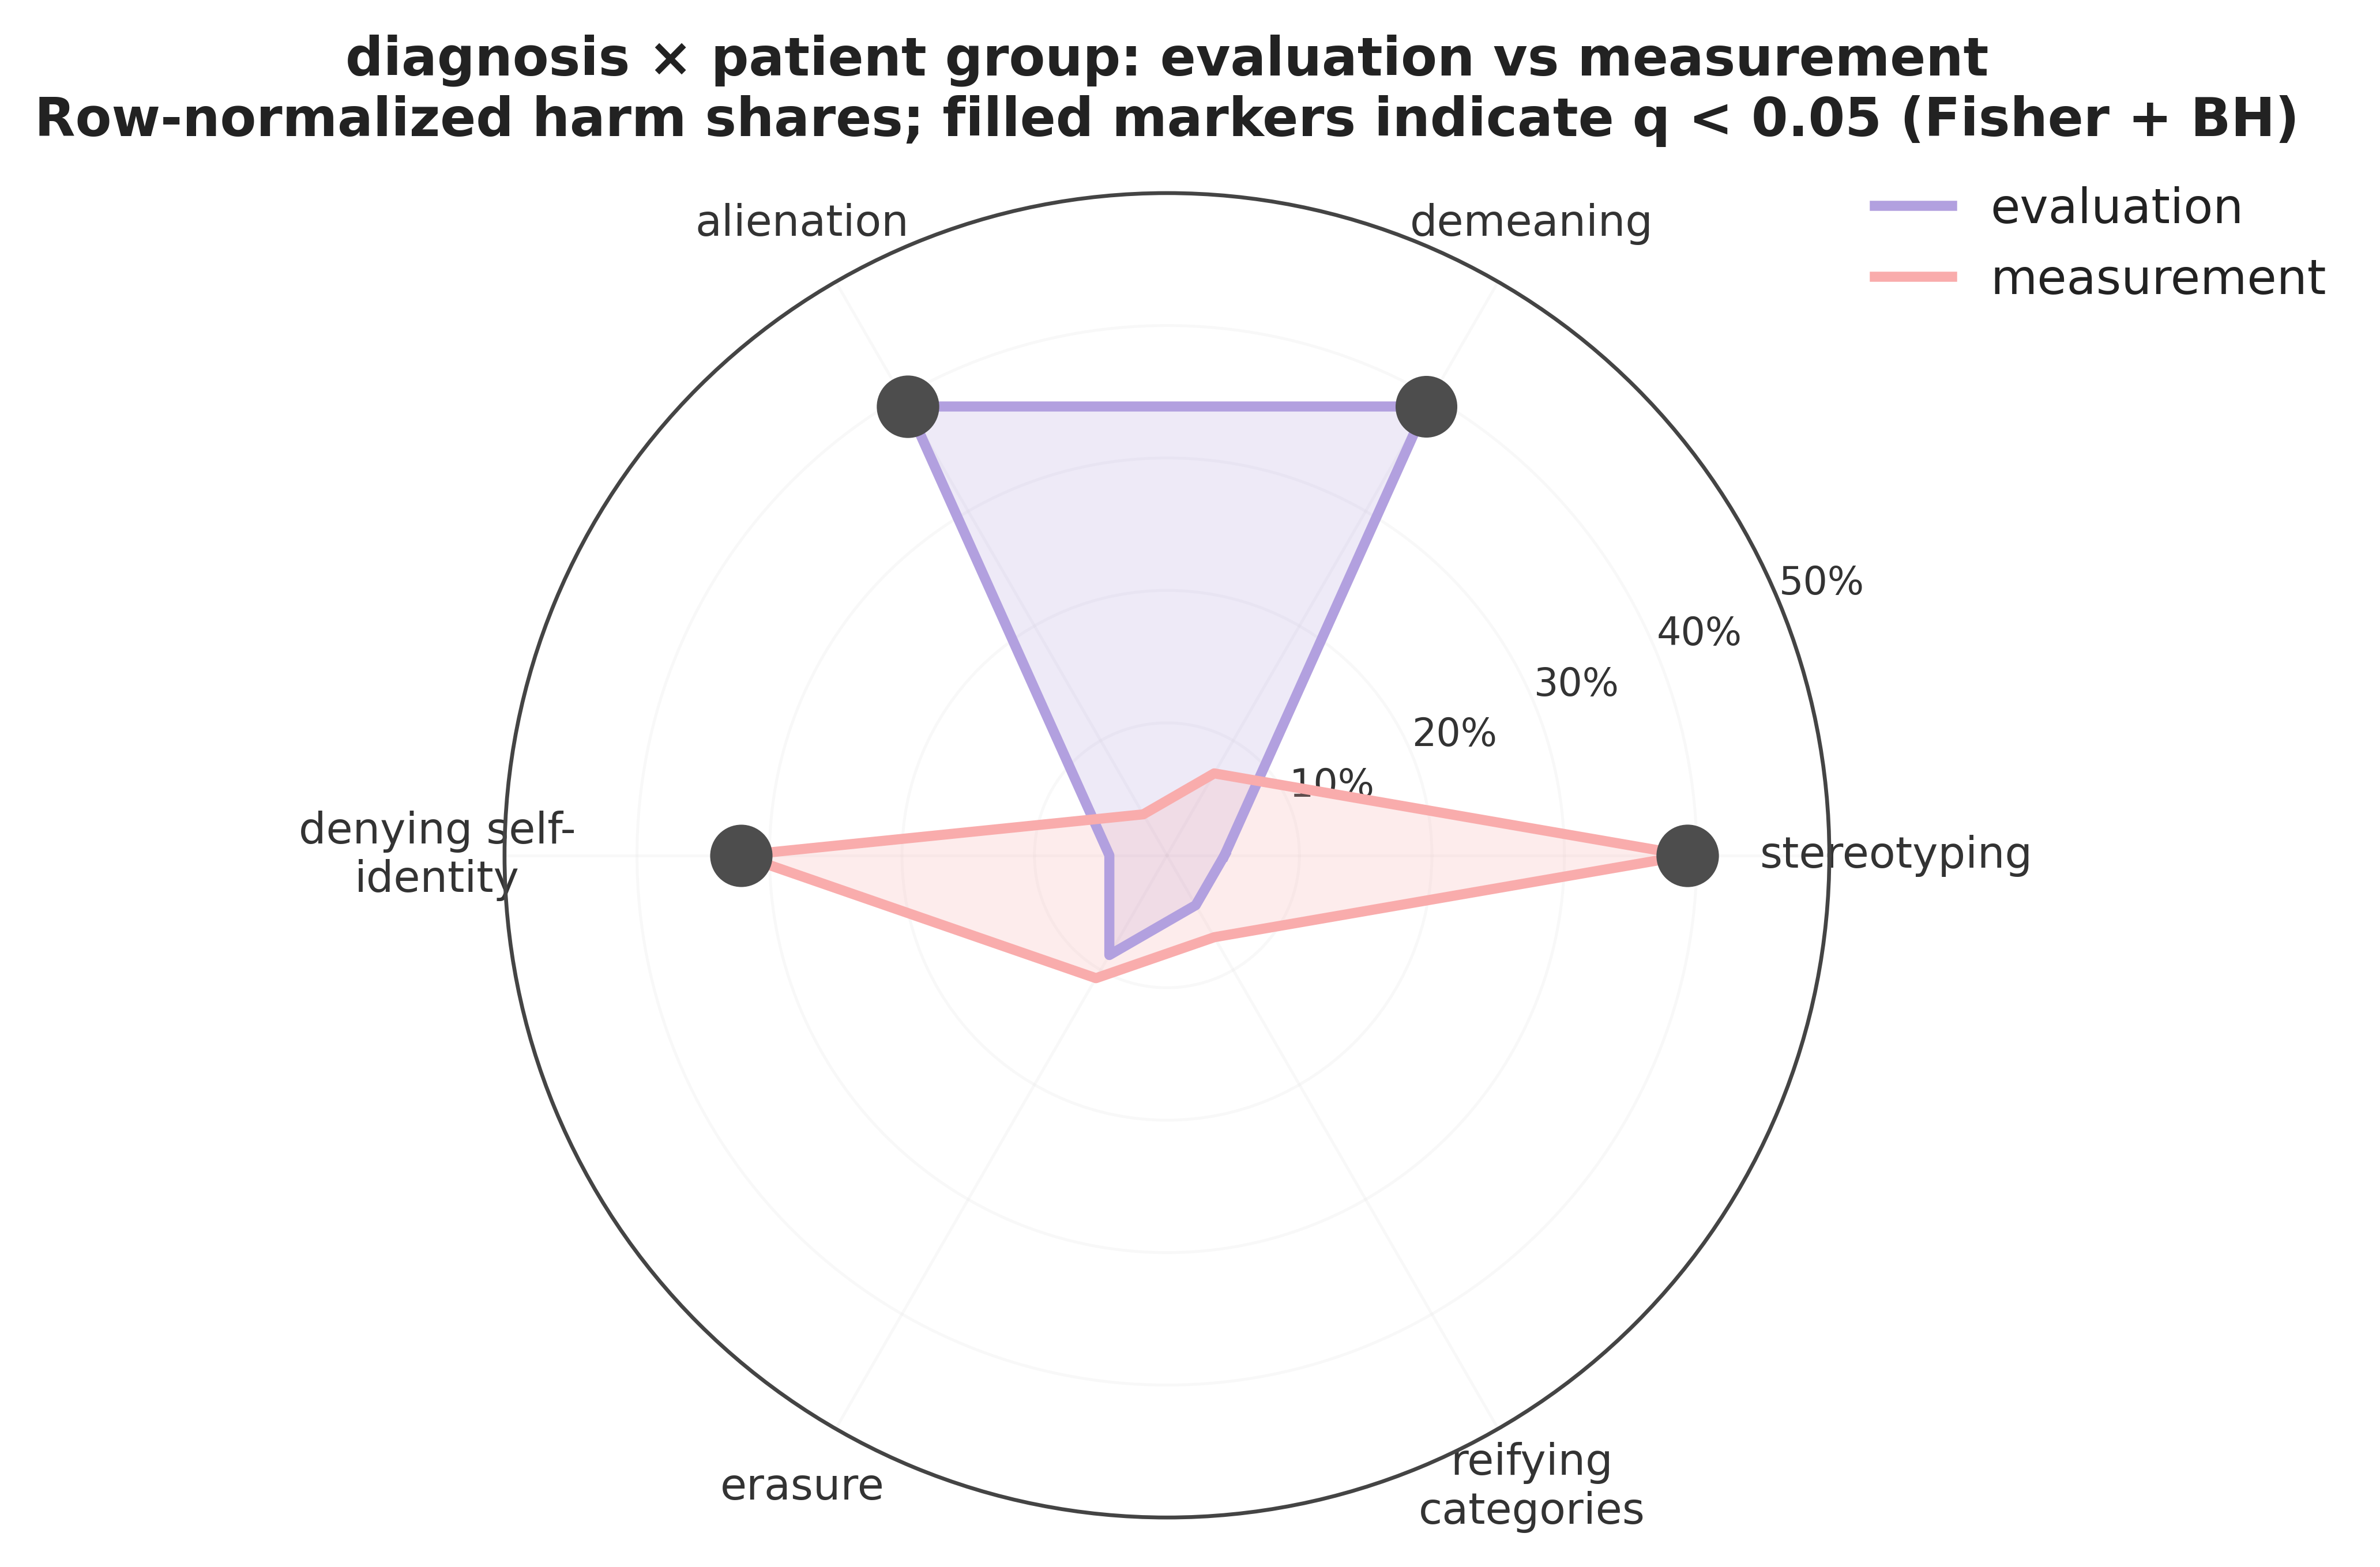 diagnosis × patient group: evaluation vs measurement
Row-normalized harm shares; filled markers indicate q < 0.05 (Fisher + BH)
evaluation
measurement
alienation
demeaning
50%
40%
30%
20%
10%
denying self-
identity
stereotyping
erasure
reifying
categories